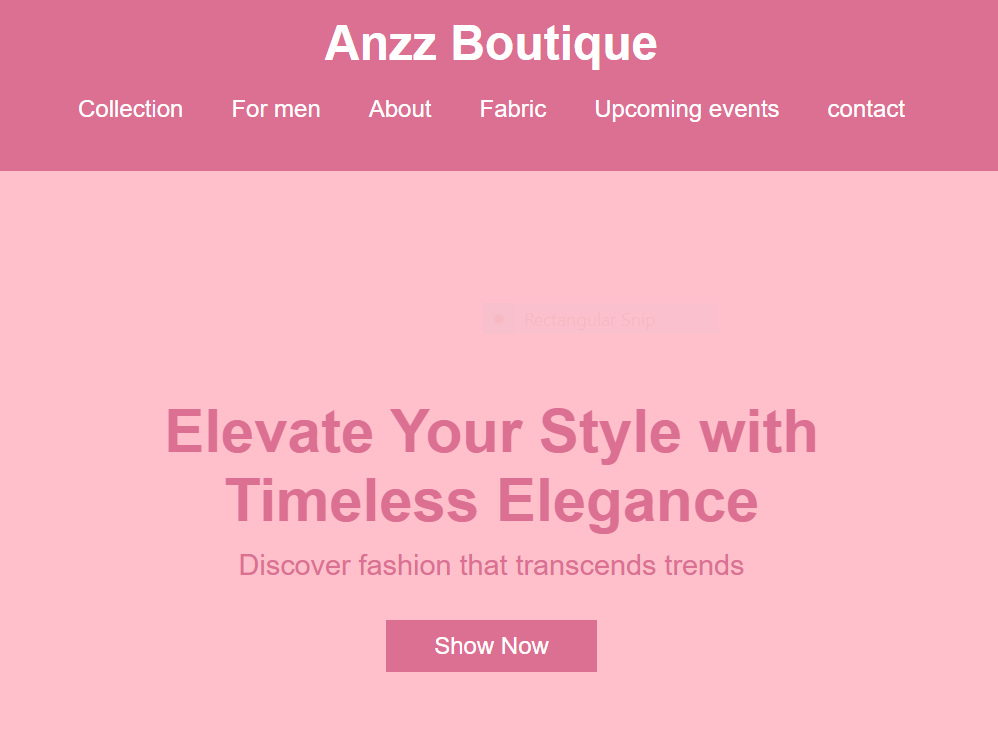 Anzz Boutique
Collection For men About Fabric Upcoming events contact
Rectangular Snip
Elevate Your Style with
Timeless Elegance
Discover fashion that transcends trends
Show Now